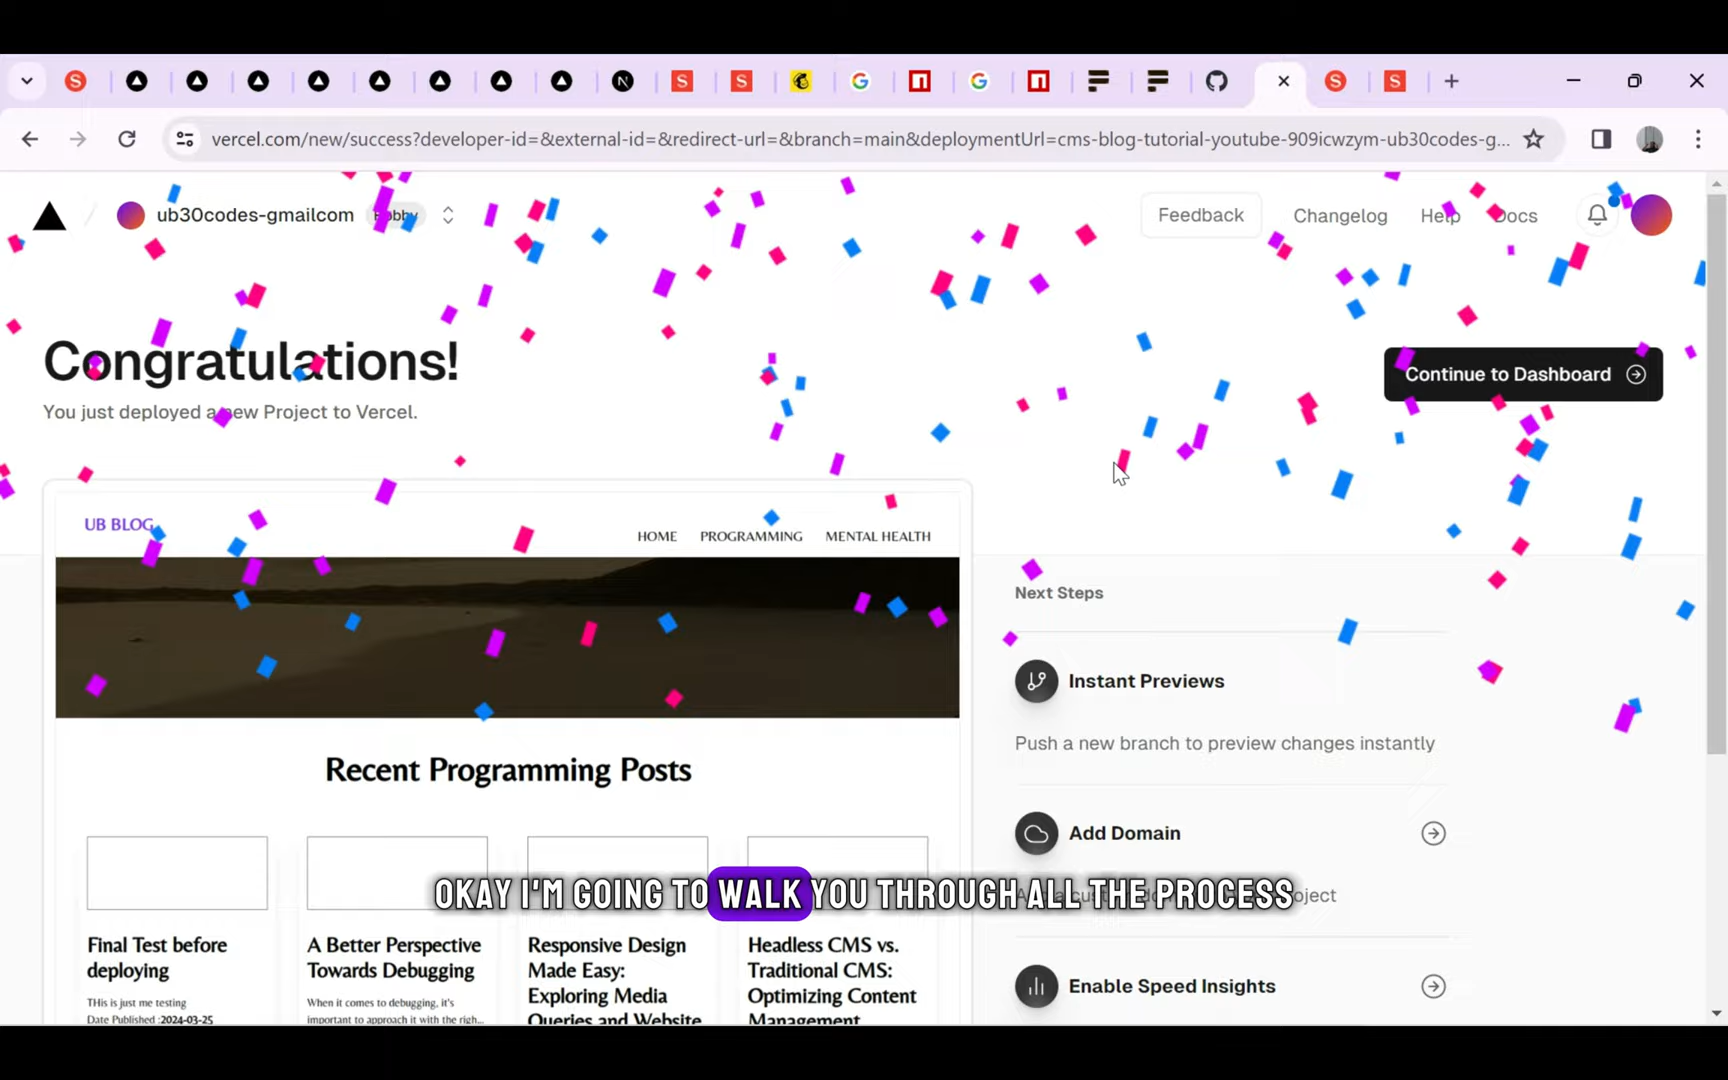 vercel.com/new/success?developer-id=&external-id=&redirect-url=&branch=main&deploymentUrl=cms-blog-tutorial-youtube-909icwzym-ub30codes-g...
ub30codes-gmailcom Hobby
Feedback Changelog Help Docs
Congratulations!
You just deployed a new Project to Vercel.
Continue to Dashboard
UB BLOG
HOME PROGRAMMING MENTAL HEALTH
Recent Programming Posts
Final Test before
deploying
THis is just me testing
Date Published :2024-03-25
A Better Perspective
Towards Debugging
When it comes to debugging, it's
important to approach it with the righ...
Responsive Design
Made Easy:
Exploring Media
Queries and Website
Headless CMS vs.
Traditional CMS:
Optimizing Content
Management
Next Steps
Instant Previews
Push a new branch to preview changes instantly
Add Domain
Enable Speed Insights
OKAY I'M GOING TO WALK YOU THROUGH ALL THE PROCESS